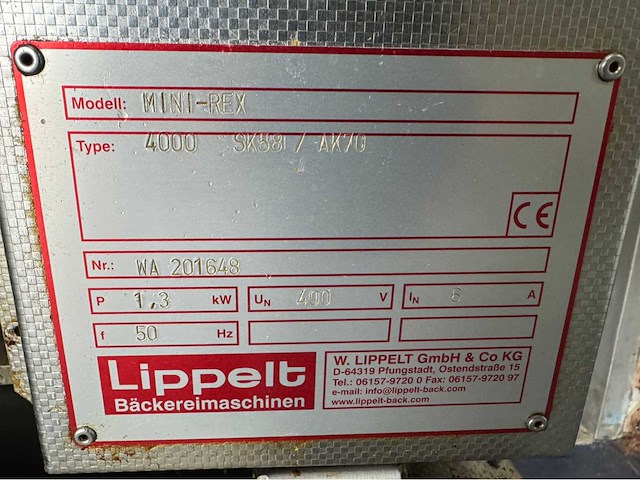 Modell: MINI-REX
Type: 4000 SK58i / AK70
CE
Nr.: WA 201648
P 1,3 kW UN 400 V IN 6 A
f 50 Hz
Lippelt
Bäckereimaschinen
W. LIPPELT GmbH & Co KG
D-64319 Pfungstadt, Ostendstraße 15
Tel.: 06157-9720 0 Fax: 06157-9720 97
e-mail: info@lippelt-back.com
www.lippelt-back.com